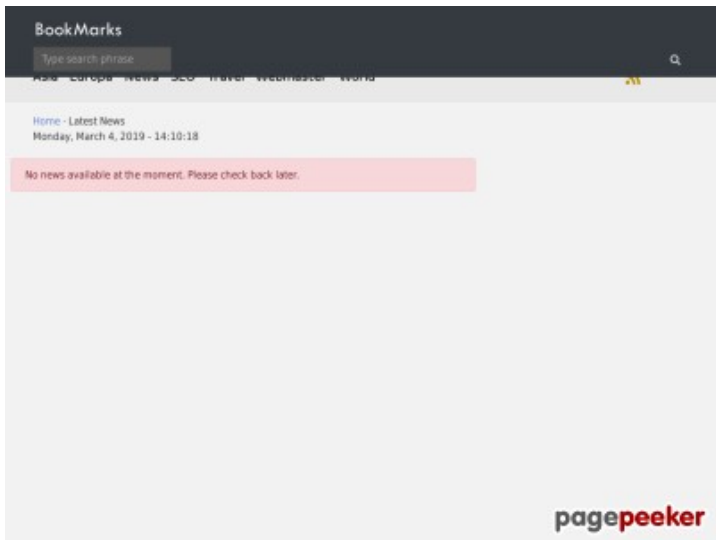 BookMarks
Type search phrase
Asia Europa News SEO Travel Webmaster World
Home - Latest News
Monday, March 4, 2019 - 14:10:18
No news available at the moment. Please check back later.
pagepeeker